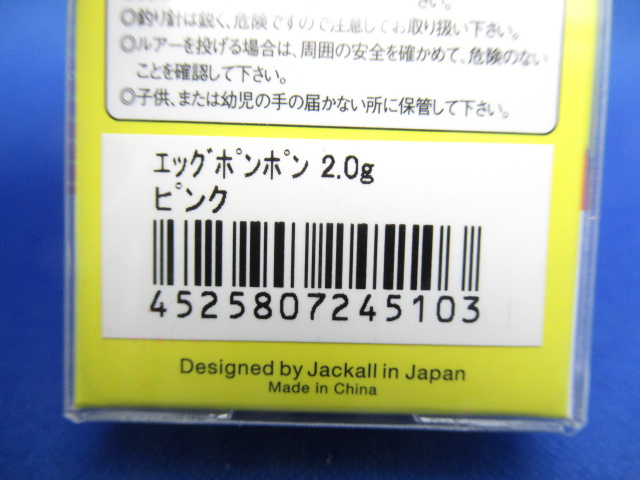 さい。
◎釣り針は鋭く、危険ですので注意してお取り扱い下さい。
◎ルアーを投げる場合は、周囲の安全を確かめて、危険のない
ことを確認して下さい。
◎子供、または幼児の手の届かない所に保管して下さい。
エッグポンポン 2.0g
ピンク
4525807245103
Designed by Jackall in Japan
Made in China